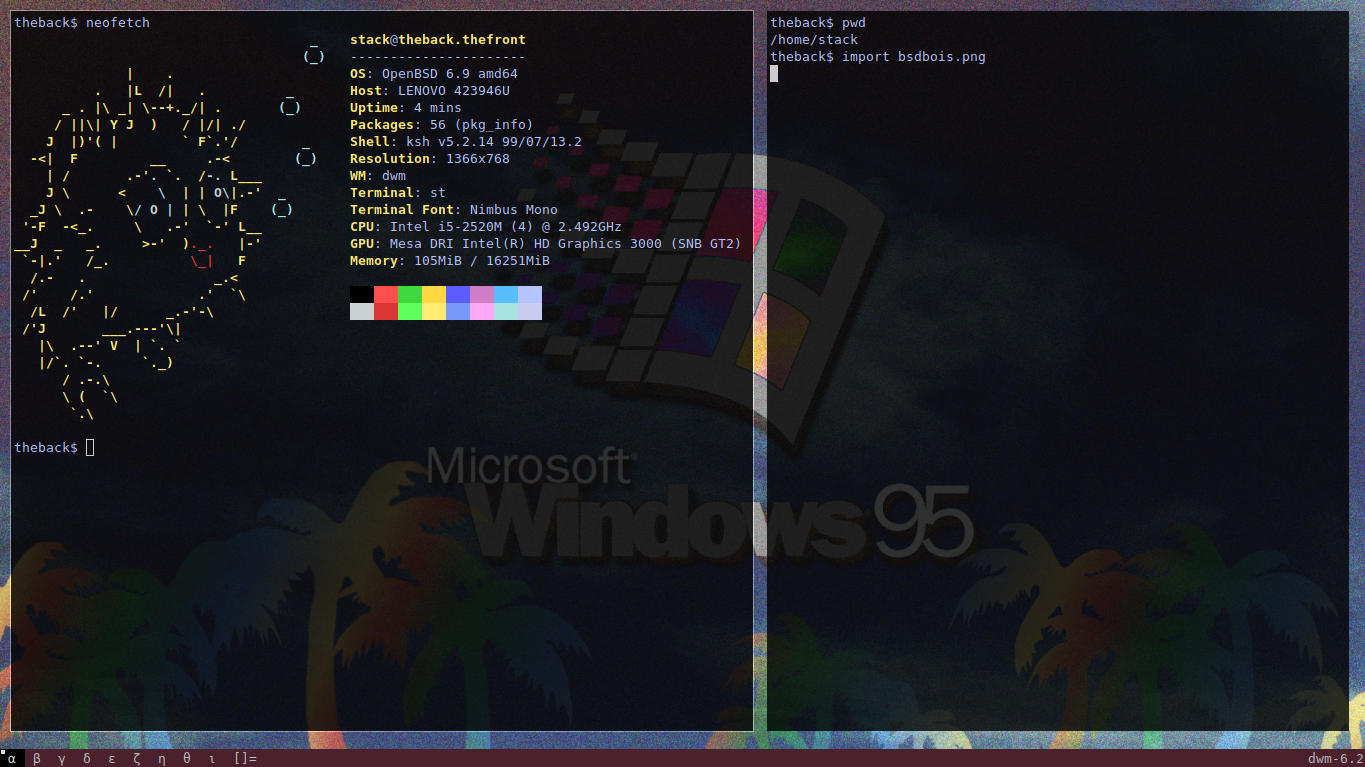 theback$ neofetch
stack@theback.thefront
----------------------
OS: OpenBSD 6.9 amd64
Host: LENOVO 423946U
Uptime: 4 mins
Packages: 56 (pkg_info)
Shell: ksh v5.2.14 99/07/13.2
Resolution: 1366x768
WM: dwm
Terminal: st
Terminal Font: Nimbus Mono
CPU: Intel i5-2520M (4) @ 2.492GHz
GPU: Mesa DRI Intel(R) HD Graphics 3000 (SNB GT2)
Memory: 105MiB / 16251MiB
theback$
theback$ pwd
/home/stack
theback$ import bsdbois.png
Microsoft
Windows 95
α β γ δ ε ζ η θ ι []= dwm-6.2